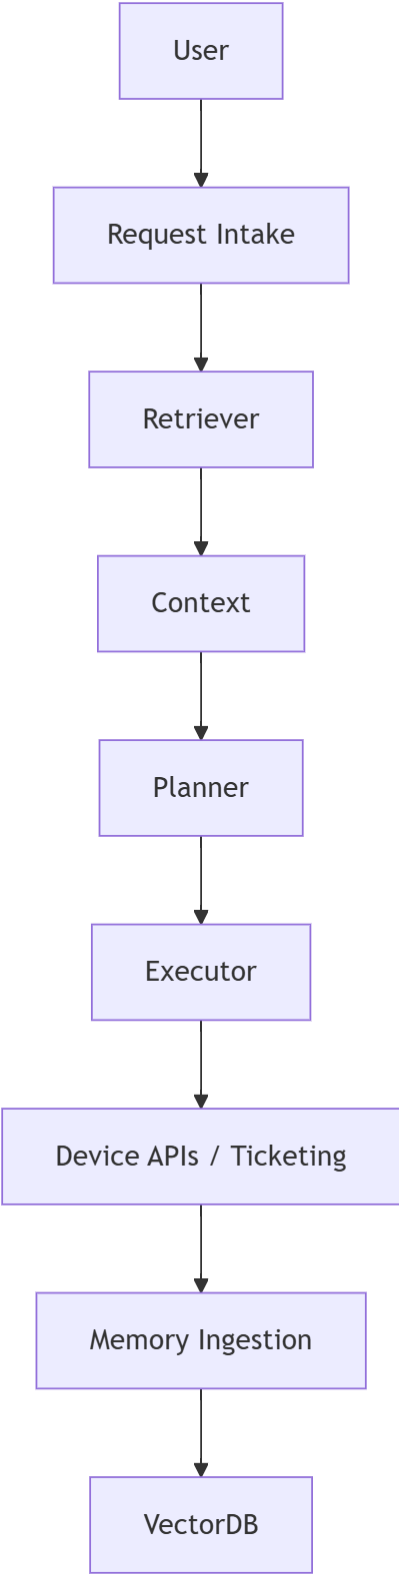 User
Request Intake
Retriever
Context
Planner
Executor
Device APIs / Ticketing
Memory Ingestion
VectorDB